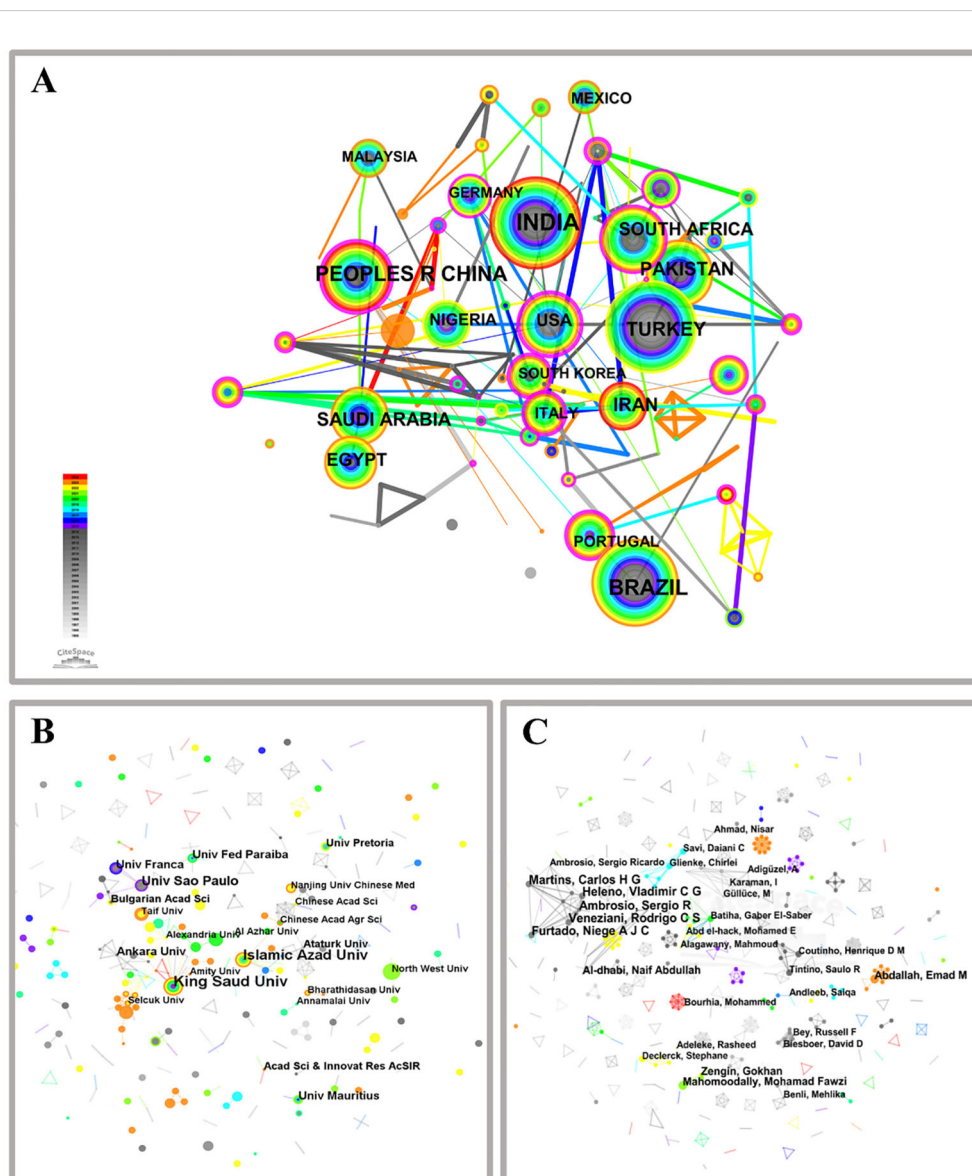 A
MEXICO
MALAYSIA
GERMANY
INDIA
SOUTH AFRICA
PEOPLES R CHINA
PAKISTAN
NIGERIA
USA
TURKEY
SOUTH KOREA
SAUDI ARABIA
ITALY
IRAN
EGYPT
PORTUGAL
BRAZIL
CiteSpace
B
Univ Pretoria
Univ Franca
Univ Fed Paraiba
Univ Sao Paulo
Nanjing Univ Chinese Med
Bulgarian Acad Sci
Chinese Acad Sci
Taif Univ
Chinese Acad Agr Sci
Alexandria Univ
Al Azhar Univ
Ankara Univ
Ataturk Univ
Islamic Azad Univ
Amity Univ
North West Univ
King Saud Univ
Bharathidasan Univ
Selcuk Univ
Annamalai Univ
Acad Sci & Innovat Res AcSIR
Univ Mauritius
C
Ahmad, Nisar
Savi, Daiani C
Ambrosio, Sergio Ricardo
Glienke, Chirlei
Adigüzel, A
Martins, Carlos H G
Karaman, I
Heleno, Vladimir C G
Güllüce, M
Ambrosio, Sergio R
Veneziani, Rodrigo C S
Batiha, Gaber El-Saber
Furtado, Niege A J C
Abd el-hack, Mohamed E
Alagawany, Mahmoud
Coutinho, Henrique D M
Al-dhabi, Naif Abdullah
Tintino, Saulo R
Abdallah, Emad M
Andleeb, Saiqa
Bourhia, Mohammed
Bey, Russell F
Adeleke, Rasheed
Biesboer, David D
Declerck, Stephane
Zengin, Gokhan
Mahomoodally, Mohamad Fawzi
Benli, Mehlika